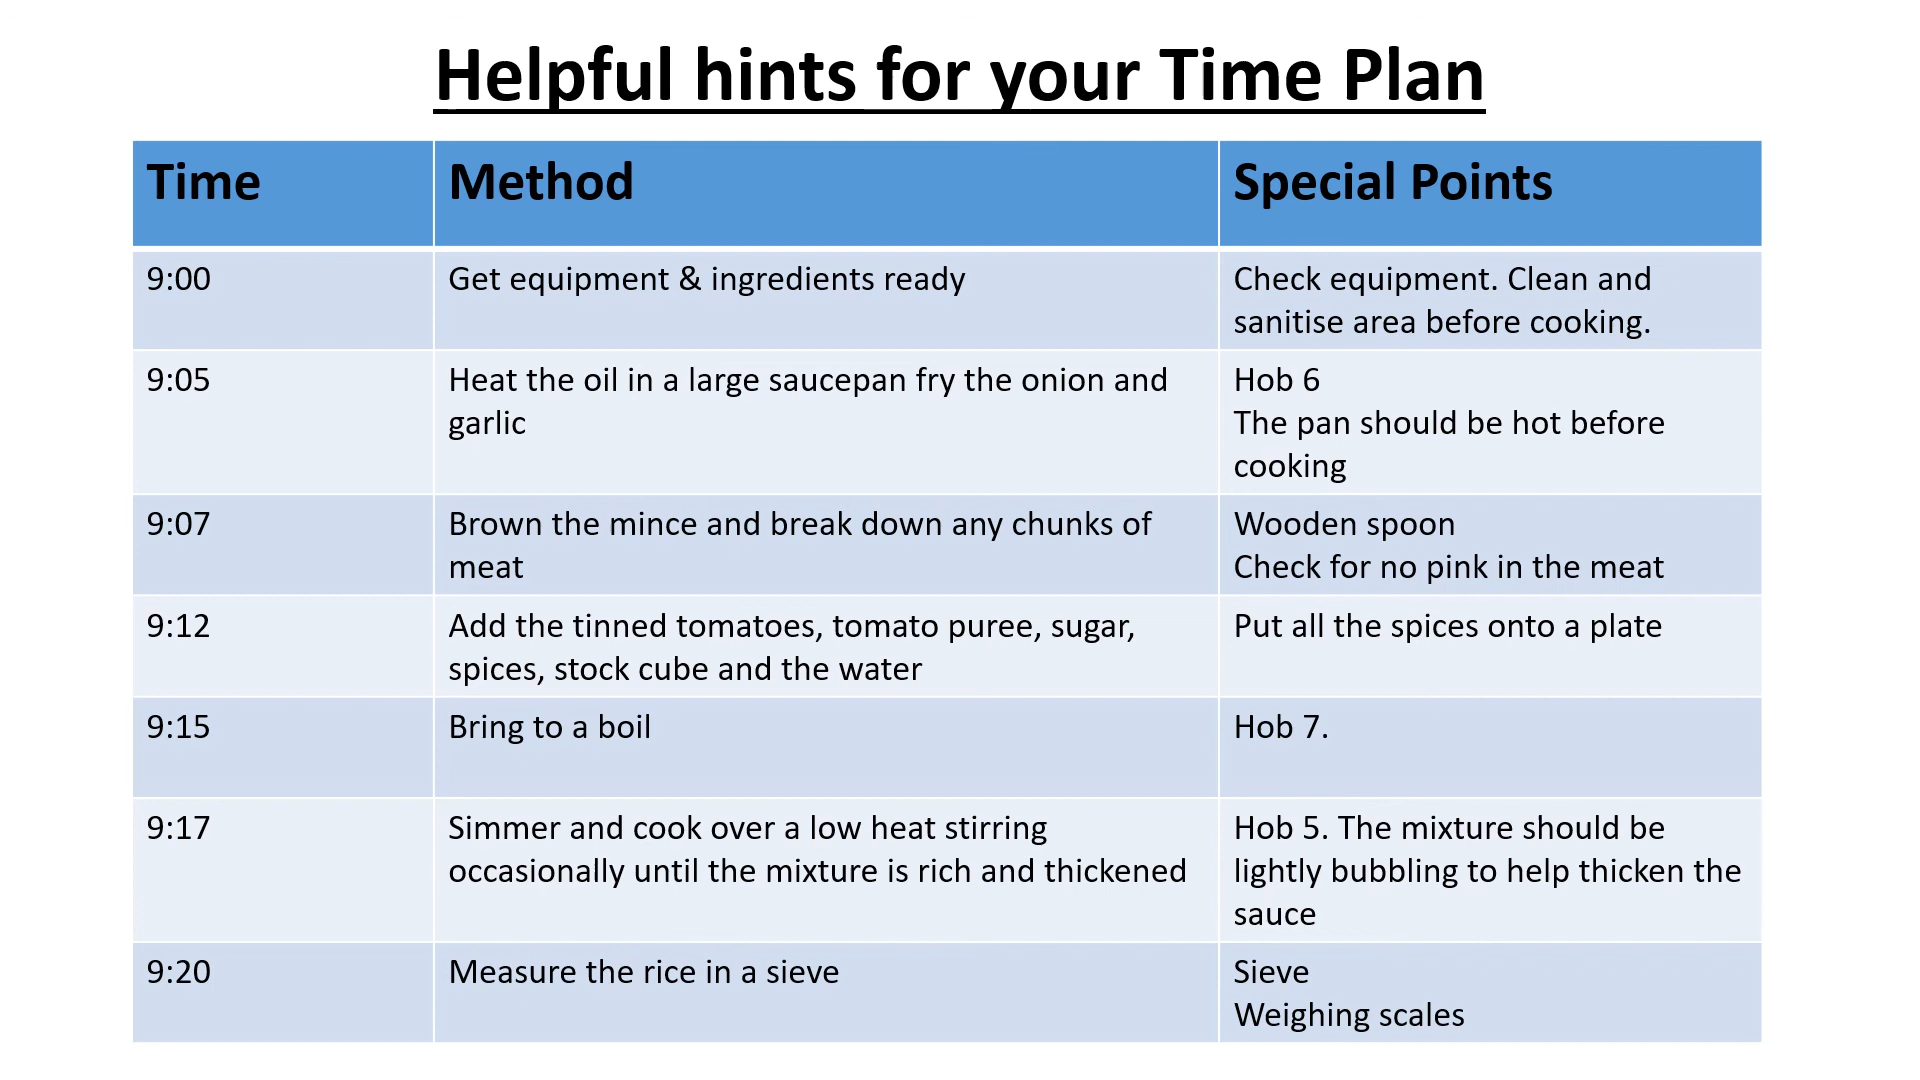 Helpful hints for your Time Plan
Time Method Special Points
9:00 Get equipment & ingredients ready Check equipment. Clean and
sanitise area before cooking.
9:05 Heat the oil in a large saucepan fry the onion and Hob 6
garlic The pan should be hot before
cooking
9:07 Brown the mince and break down any chunks of Wooden spoon
meat Check for no pink in the meat
9:12 Add the tinned tomatoes, tomato puree, sugar, Put all the spices onto a plate
spices, stock cube and the water
9:15 Bring to a boil Hob 7.
9:17 Simmer and cook over a low heat stirring Hob 5. The mixture should be
occasionally until the mixture is rich and thickened lightly bubbling to help thicken the
sauce
9:20 Measure the rice in a sieve Sieve
Weighing scales